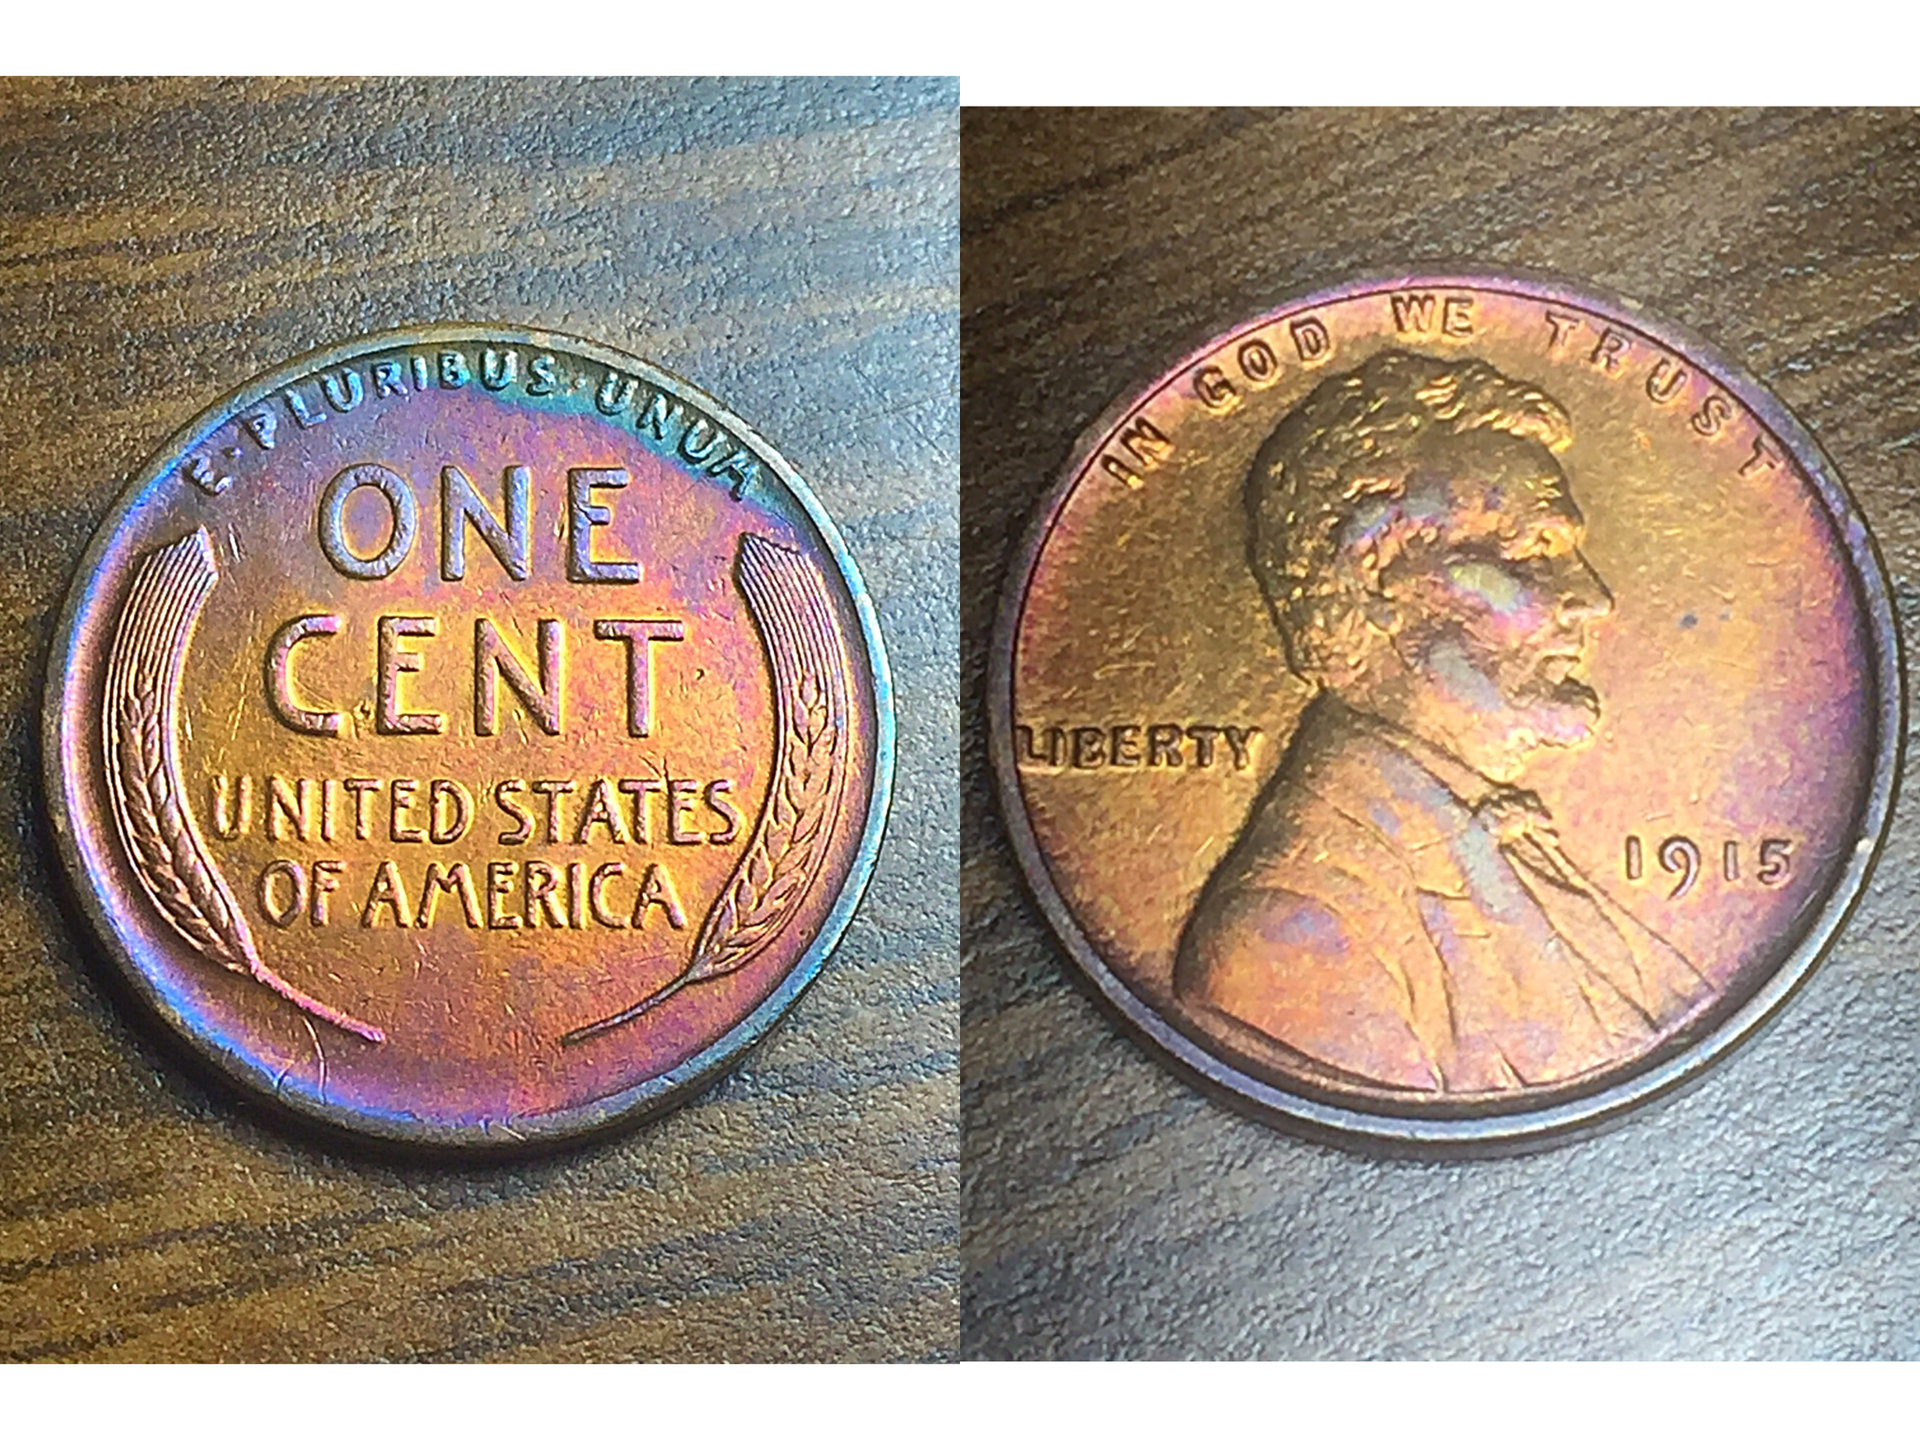 E·PLURIBUS·UNUM
ONE
CENT
UNITED STATES
OF AMERICA
IN GOD WE TRUST
LIBERTY
1915